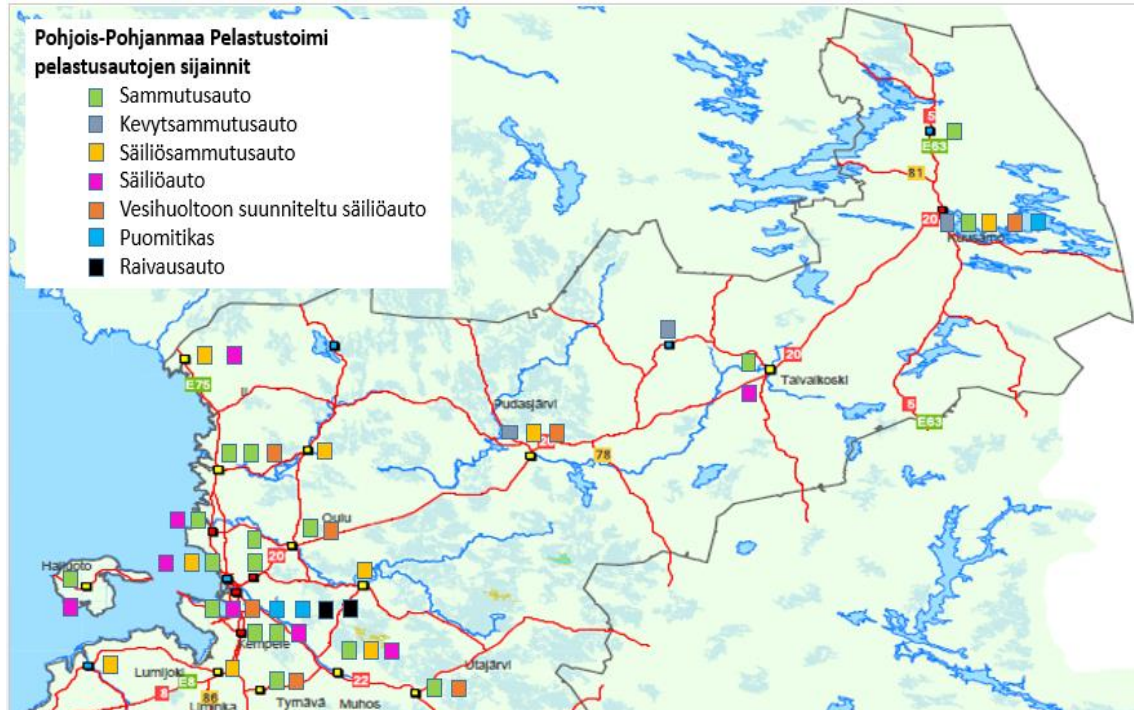 Pohjois-Pohjanmaa Pelastustoimi
pelastusautojen sijainnit
Sammutusauto
Kevytsammutusauto
Säiliösammutusauto
Säiliöauto
Vesihuoltoon suunniteltu säiliöauto
Puomitikas
Raivausauto
5
E63
81
20
Kuusamo
20
Taivalkoski
E75
Ii
Pudasjärvi
5
E63
78
Oulu
20
Hailuoto
Kempele
Lumijoki
Utajärvi
E8
22
8
86
Liminka
Tyrnävä
Muhos